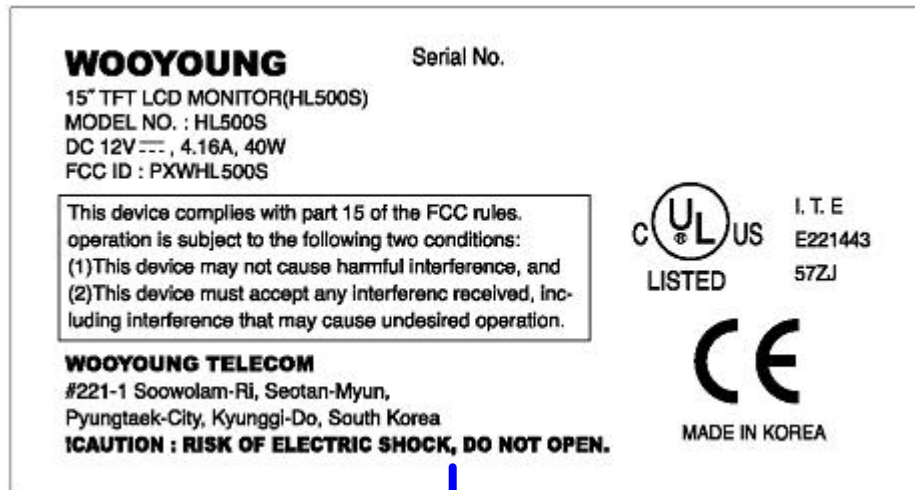 WOOYOUNG
Serial No.
15" TFT LCD MONITOR(HL500S)
MODEL NO. : HL500S
DC 12V ⎓ , 4.16A, 40W
FCC ID : PXWHL500S
This device complies with part 15 of the FCC rules.
operation is subject to the following two conditions:
(1)This device may not cause harmful interference, and
(2)This device must accept any interferenc received, inc-
luding interference that may cause undesired operation.
C UL ® US
LISTED
I. T. E
E221443
57ZJ
WOOYOUNG TELECOM
#221-1 Soowolam-Ri, Seotan-Myun,
Pyungtaek-City, Kyunggi-Do, South Korea
!CAUTION : RISK OF ELECTRIC SHOCK, DO NOT OPEN.
CE
MADE IN KOREA